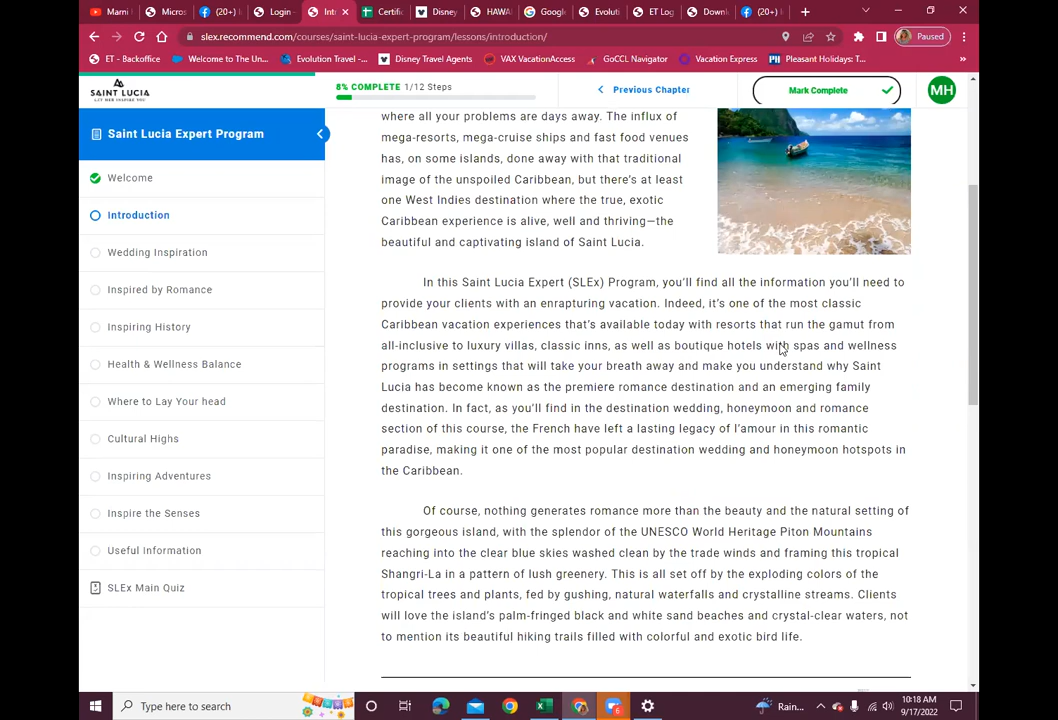 Marni
Micros
(20+)
Login -
Int
Certifi
Disney
HAWAI
Google
Evoluti
ET Log
Downl
(20+)
slex.recommend.com/courses/saint-lucia-expert-program/lessons/introduction/
Paused
ET - Backoffice
Welcome to The Un...
Evolution Travel -...
Disney Travel Agents
VAX VacationAccess
GoCCL Navigator
Vacation Express
Pleasant Holidays: T...
SAINT LUCIA
LET HER INSPIRE YOU
8% COMPLETE 1/12 Steps
Previous Chapter
Mark Complete
MH
Saint Lucia Expert Program
Welcome
Introduction
Wedding Inspiration
Inspired by Romance
Inspiring History
Health & Wellness Balance
Where to Lay Your head
Cultural Highs
Inspiring Adventures
Inspire the Senses
Useful Information
SLEx Main Quiz
where all your problems are days away. The influx of
mega-resorts, mega-cruise ships and fast food venues
has, on some islands, done away with that traditional
image of the unspoiled Caribbean, but there's at least
one West Indies destination where the true, exotic
Caribbean experience is alive, well and thriving—the
beautiful and captivating island of Saint Lucia.
In this Saint Lucia Expert (SLEx) Program, you'll find all the information you'll need to
provide your clients with an enrapturing vacation. Indeed, it's one of the most classic
Caribbean vacation experiences that's available today with resorts that run the gamut from
all-inclusive to luxury villas, classic inns, as well as boutique hotels with spas and wellness
programs in settings that will take your breath away and make you understand why Saint
Lucia has become known as the premiere romance destination and an emerging family
destination. In fact, as you'll find in the destination wedding, honeymoon and romance
section of this course, the French have left a lasting legacy of l'amour in this romantic
paradise, making it one of the most popular destination wedding and honeymoon hotspots in
the Caribbean.
Of course, nothing generates romance more than the beauty and the natural setting of
this gorgeous island, with the splendor of the UNESCO World Heritage Piton Mountains
reaching into the clear blue skies washed clean by the trade winds and framing this tropical
Shangri-La in a pattern of lush greenery. This is all set off by the exploding colors of the
tropical trees and plants, fed by gushing, natural waterfalls and crystalline streams. Clients
will love the island's palm-fringed black and white sand beaches and crystal-clear waters, not
to mention its beautiful hiking trails filled with colorful and exotic bird life.
Type here to search
6
Rain...
10:18 AM
9/17/2022